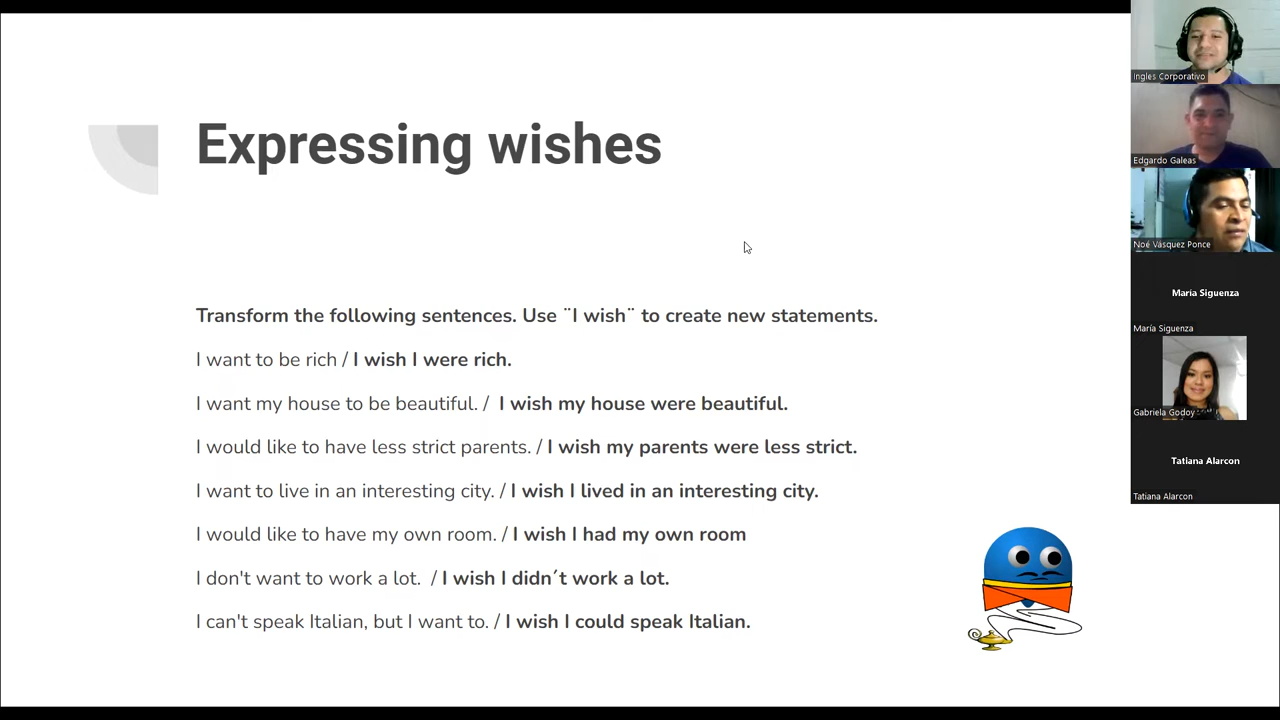 Expressing wishes
Transform the following sentences. Use ¨I wish¨ to create new statements.
I want to be rich / I wish I were rich.
I want my house to be beautiful. / I wish my house were beautiful.
I would like to have less strict parents. / I wish my parents were less strict.
I want to live in an interesting city. / I wish I lived in an interesting city.
I would like to have my own room. / I wish I had my own room
I don't want to work a lot. / I wish I didn´t work a lot.
I can't speak Italian, but I want to. / I wish I could speak Italian.
Ingles Corporativo
Edgardo Galeas
Noé Vásquez Ponce
María Siguenza
María Siguenza
Gabriela Godoy
Tatiana Alarcon
Tatiana Alarcon